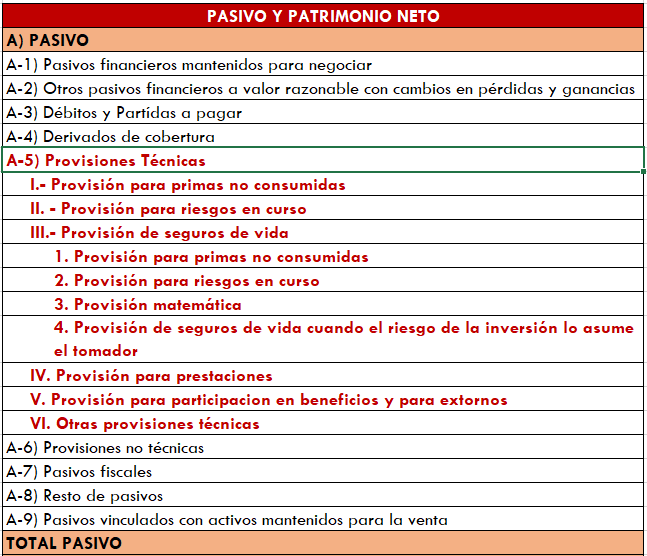 PASIVO Y PATRIMONIO NETO
A) PASIVO
A-1) Pasivos financieros mantenidos para negociar
A-2) Otros pasivos financieros a valor razonable con cambios en pérdidas y ganancias
A-3) Débitos y Partídas a pagar
A-4) Derivados de cobertura
A-5) Provisiones Técnicas
I.- Provisión para primas no consumidas
II. - Provisión para riesgos en curso
III.- Provisión de seguros de vida
1. Provisión para primas no consumidas
2. Provisión para riesgos en curso
3. Provisión matemática
4. Provisión de seguros de vida cuando el riesgo de la inversión lo asume
el tomador
IV. Provisión para prestaciones
V. Provisión para participacion en beneficios y para extornos
VI. Otras provisiones técnicas
A-6) Provisiones no técnicas
A-7) Pasivos fiscales
A-8) Resto de pasivos
A-9) Pasivos vinculados con activos mantenidos para la venta
TOTAL PASIVO